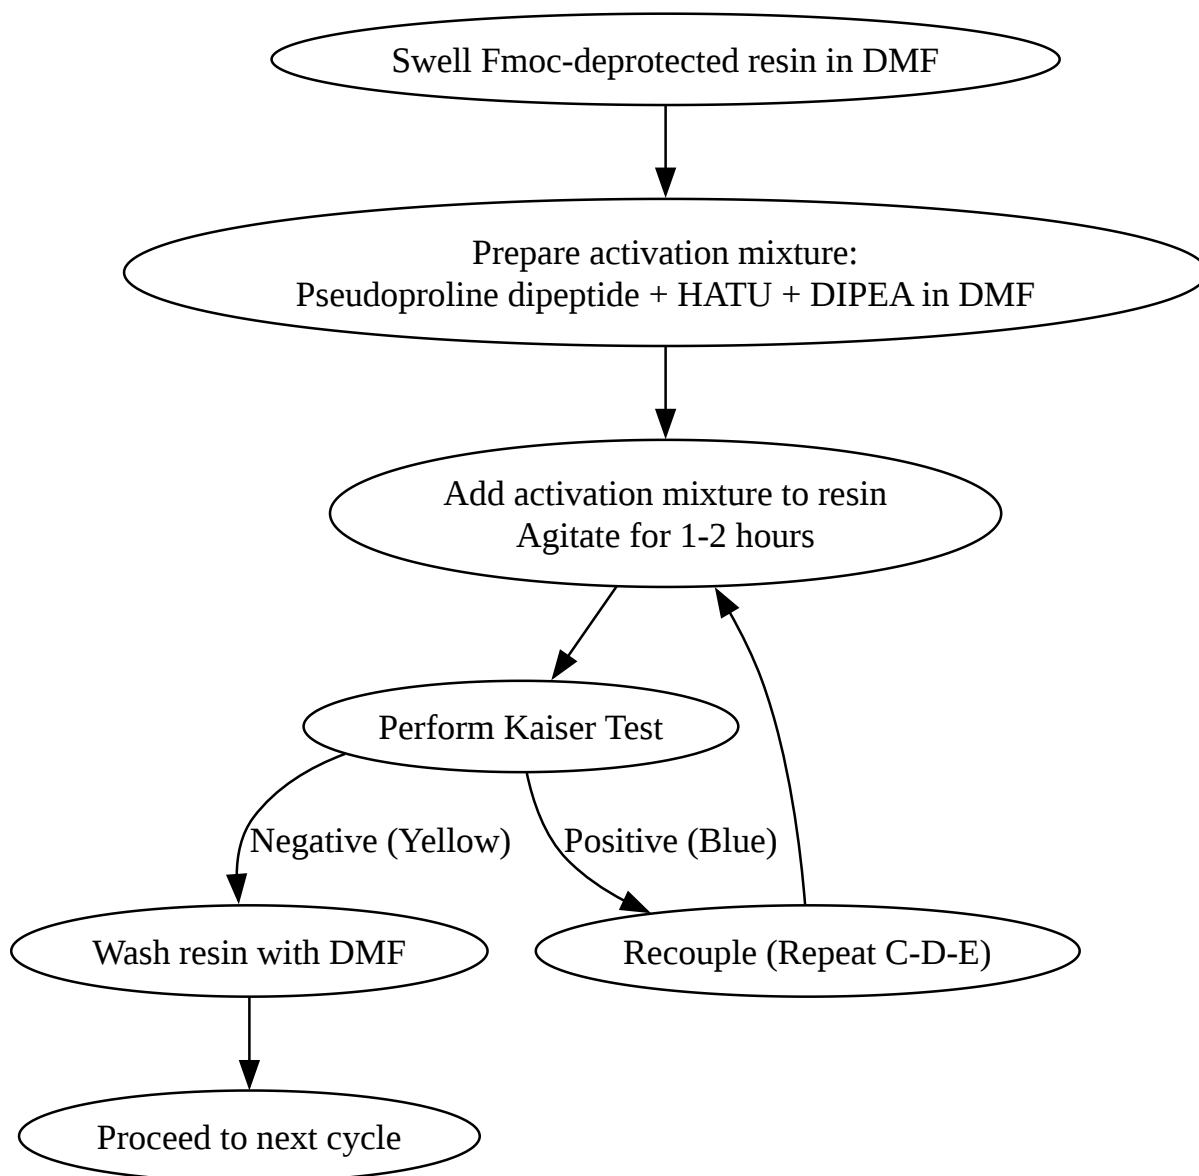 Swell Fmoc-deprotected resin in DMF
Prepare activation mixture:
Pseudoproline dipeptide + HATU + DIPEA in DMF
Add activation mixture to resin
Agitate for 1-2 hours
Perform Kaiser Test
Negative (Yellow)
Positive (Blue)
Wash resin with DMF
Recouple (Repeat C-D-E)
Proceed to next cycle